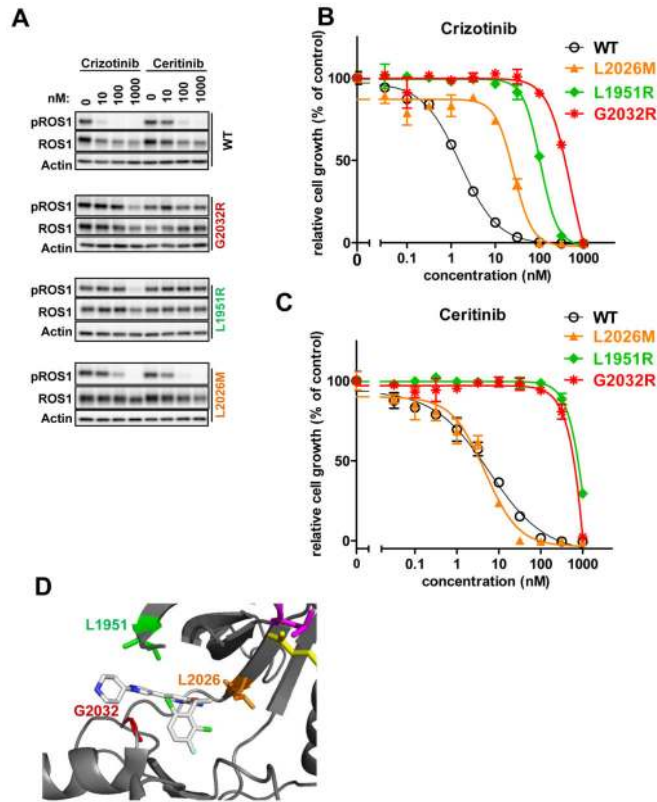 A
Crizotinib Ceritinib
nM: 0 10 100 1000 0 10 100 1000
pROS1
ROS1
Actin
WT
pROS1
ROS1
Actin
G2032R
pROS1
ROS1
Actin
L1951R
pROS1
ROS1
Actin
L2026M
B
Crizotinib
WT
L2026M
L1951R
G2032R
relative cell growth (% of control)
100
50
0
0 0.1 1 10 100 1000
concentration (nM)
C
Ceritinib
WT
L2026M
L1951R
G2032R
relative cell growth (% of control)
100
50
0
0 0.1 1 10 100 1000
concentration (nM)
D
L1951
L2026
G2032